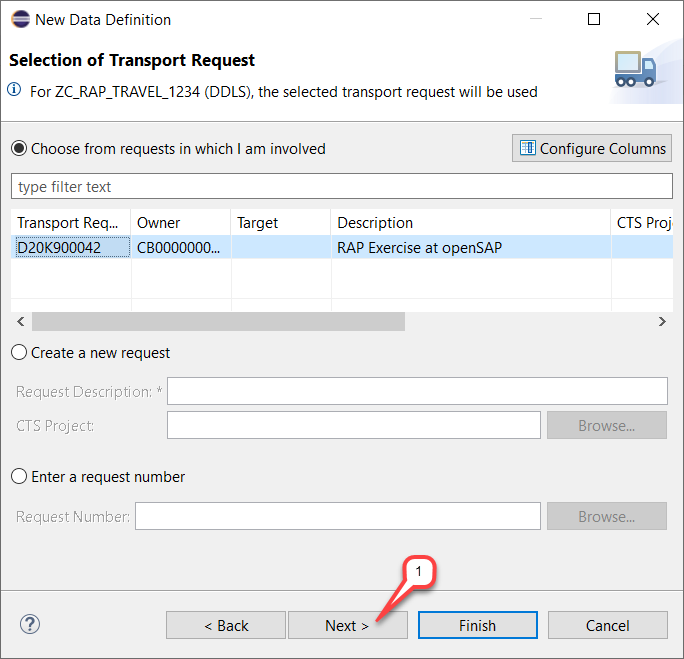 New Data Definition
Selection of Transport Request
For ZC_RAP_TRAVEL_1234 (DDLS), the selected transport request will be used
Choose from requests in which I am involved
Configure Columns
type filter text
Transport Req... Owner Target Description CTS Proj
D20K900042 CB0000000... RAP Exercise at openSAP
Create a new request
Request Description: *
CTS Project:
Browse...
Enter a request number
Request Number:
Browse...
1
?
< Back Next > Finish Cancel